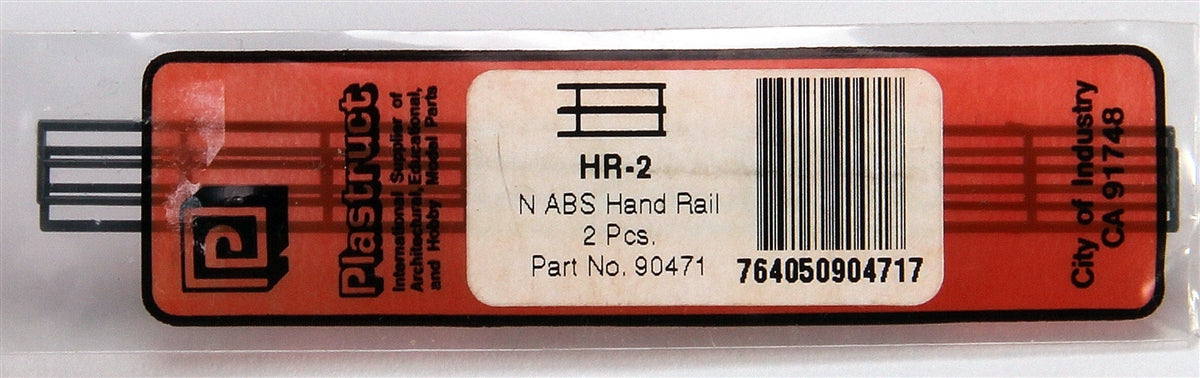 Plastruct
International Supplier of
Architectural, Educational,
and Hobby Model Parts
HR-2
N ABS Hand Rail
2 Pcs.
Part No. 90471
764050904717
City of Industry
CA 91748